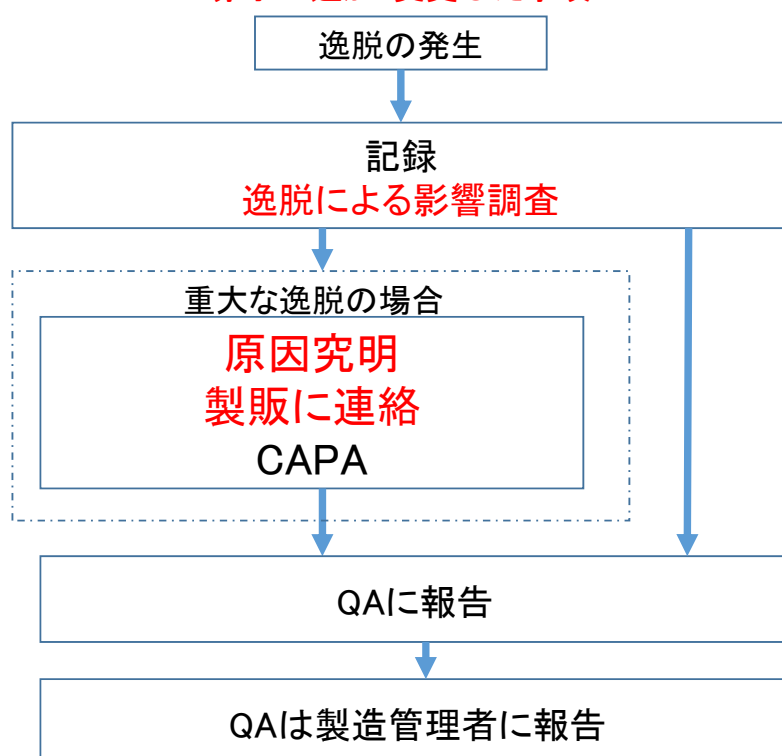 逸脱の発生
記録
逸脱による影響調査
重大な逸脱の場合
原因究明
製販に連絡
CAPA
QAに報告
QAは製造管理者に報告